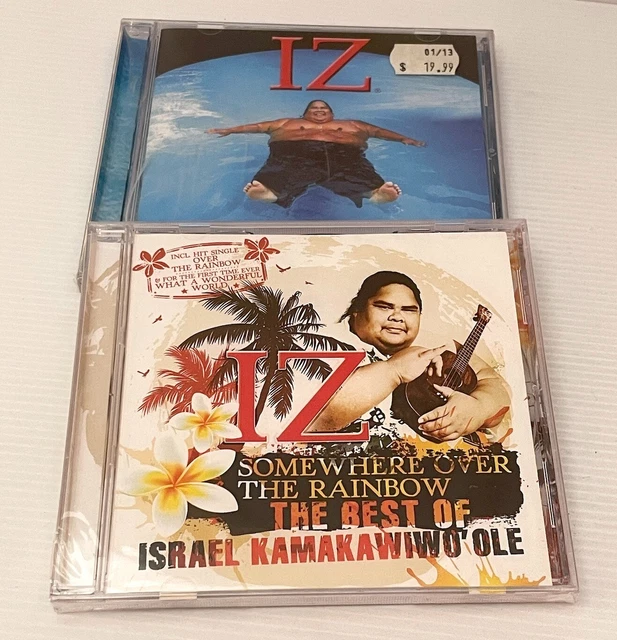 IZ
®
01/13
$ 19.99
INCL HIT SINGLE
OVER
THE RAINBOW
& FOR THE FIRST TIME EVER
WHAT A WONDERFUL
WORLD
IZ
SOMEWHERE OVER
THE RAINBOW
THE BEST OF
ISRAEL KAMAKAWIWO'OLE